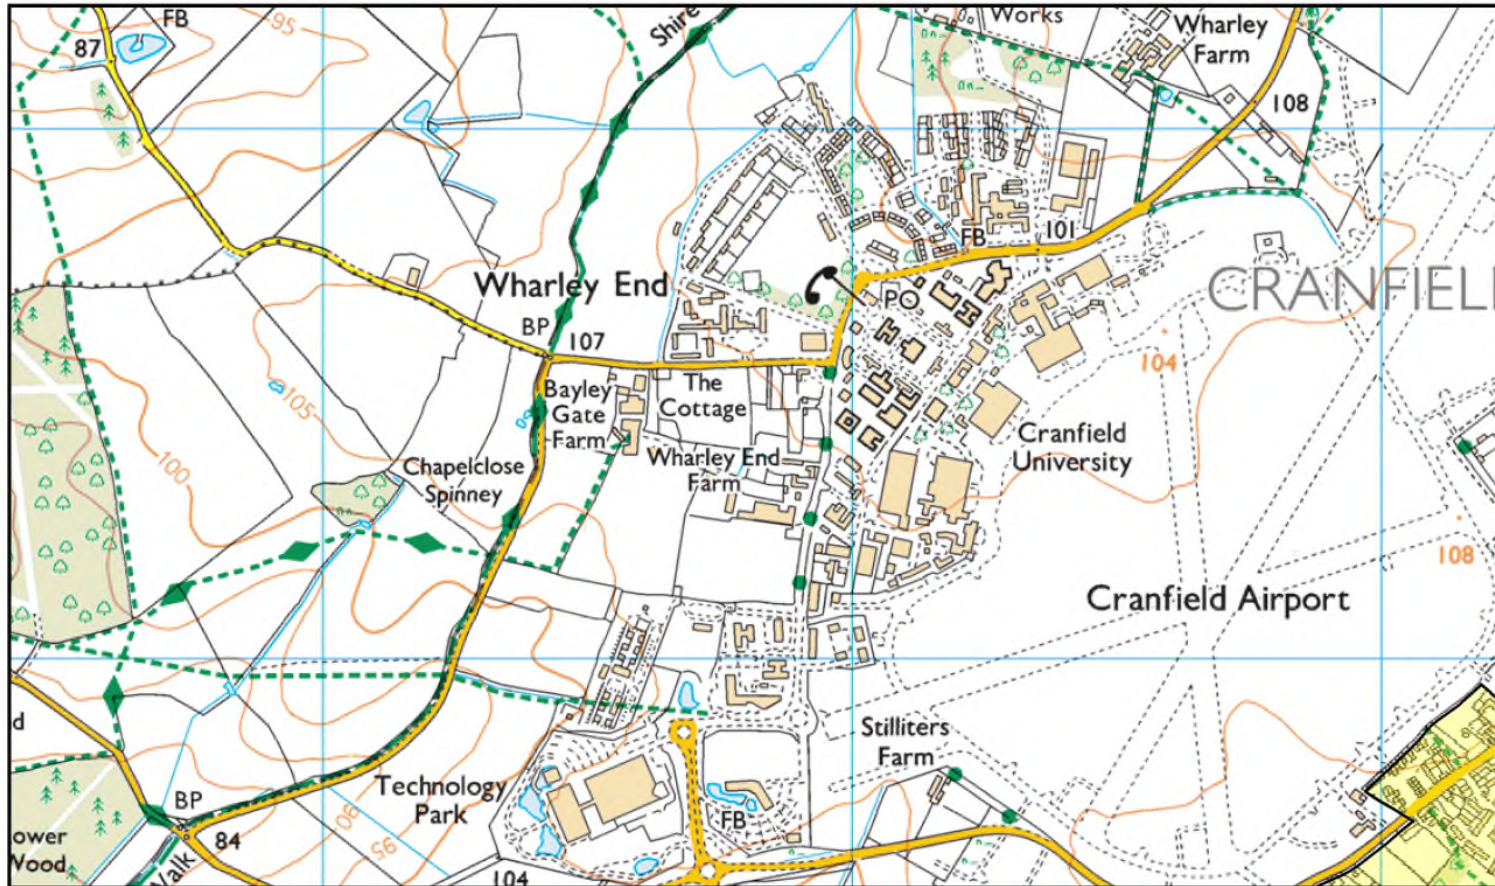 FB
95
87
Shire
Works
Wharley
Farm
108
FB
101
Wharley End
PO
CRANFIEL
BP
107
104
105
Bayley
Gate
Farm
The
Cottage
100
Chapelclose
Spinney
Wharley End
Farm
Cranfield
University
108
Cranfield Airport
d
Stilliters
Farm
Technology
Park
BP
84
90
95
FB
ower
Wood
Walk
104